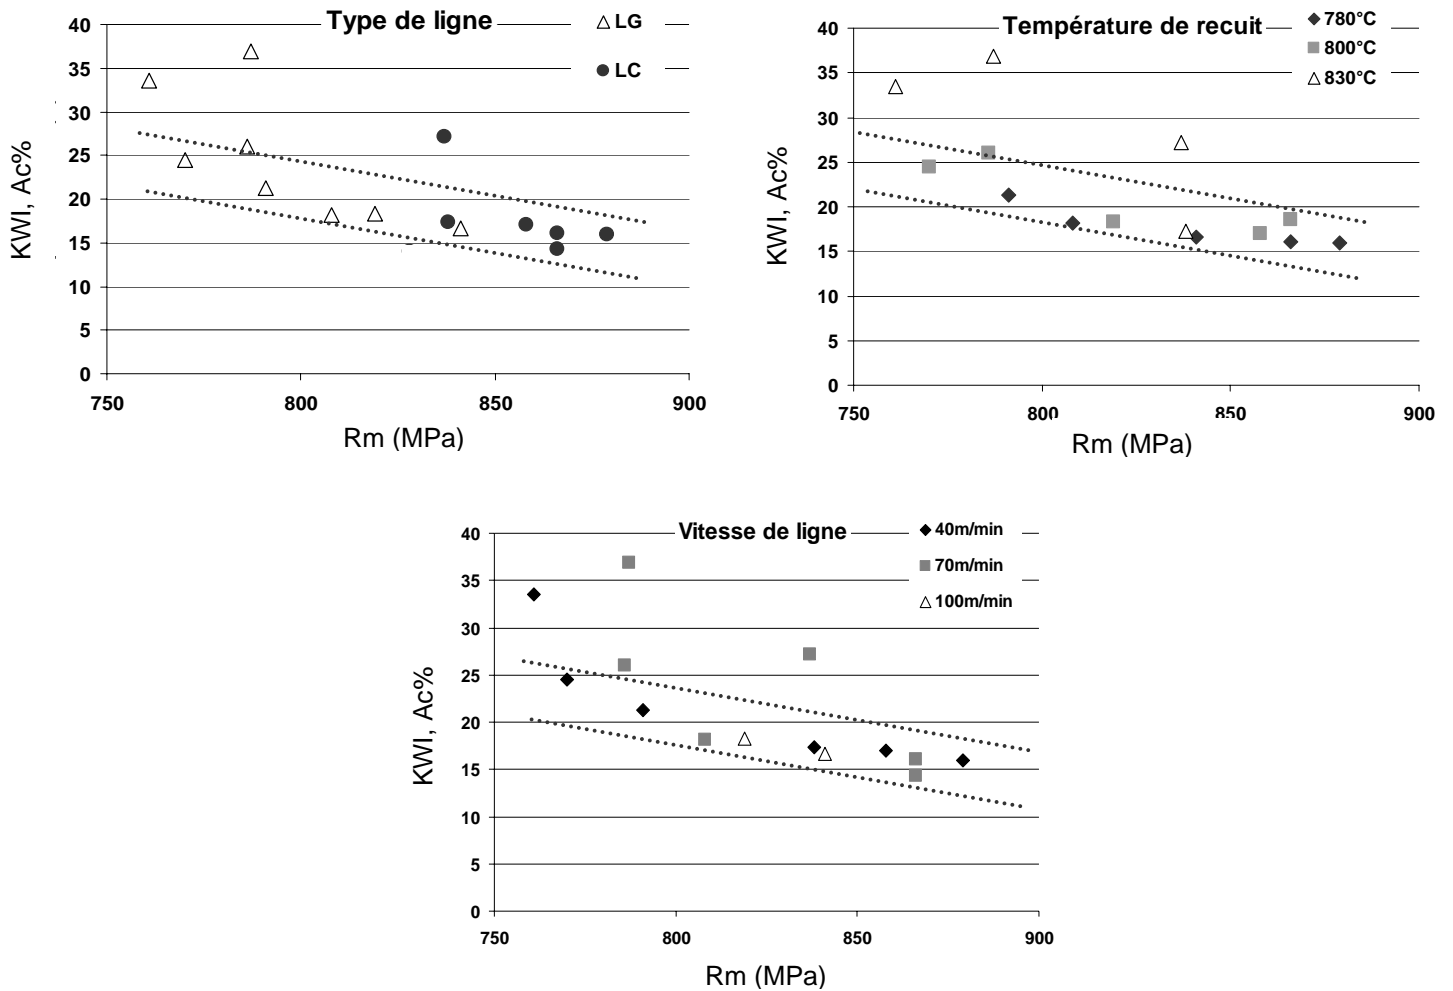 Type de ligne
LG
LC
40
35
30
25
20
15
10
5
0
KWI, Ac%
750
800
850
900
Rm (MPa)
Température de recuit
780°C
800°C
830°C
40
35
30
25
20
15
10
5
0
KWI, Ac%
750
800
850
900
Rm (MPa)
Vitesse de ligne
40m/min
70m/min
100m/min
40
35
30
25
20
15
10
5
0
KWI, Ac%
750
800
850
900
Rm (MPa)